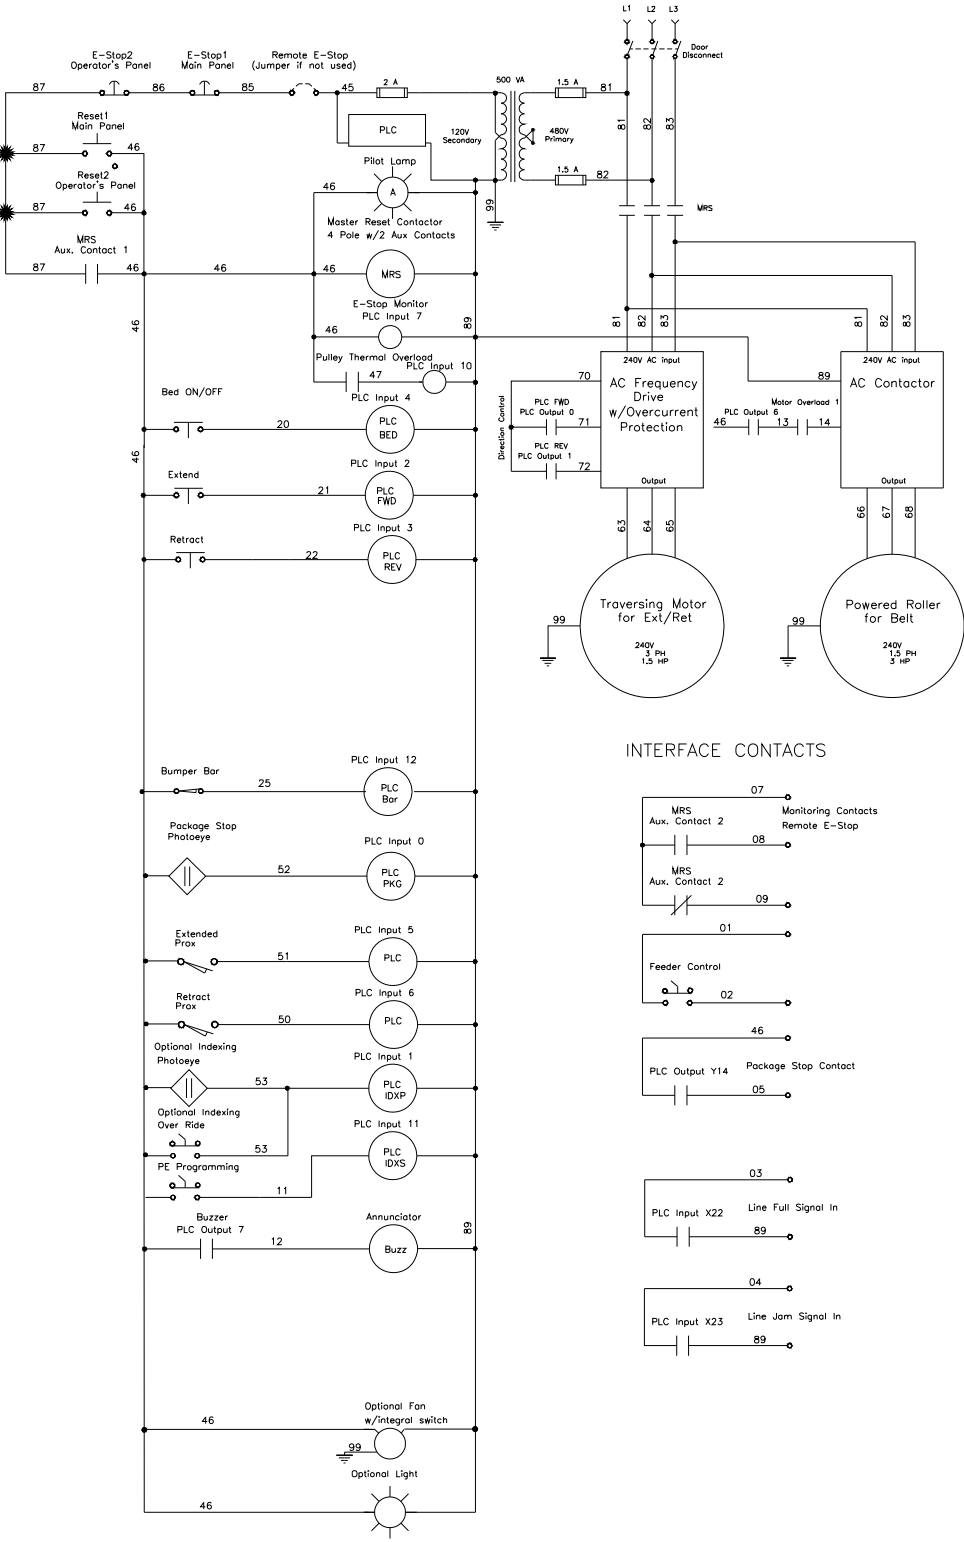 L1 L2 L3
Door
Disconnect
E-Stop2
Operator's Panel
E-Stop1
Main Panel
Remote E-Stop
(Jumper if not used)
87 86 85 45
2 A
500 VA
1.5 A
81
81 82 83
PLC
120V
Secondary
480V
Primary
1.5 A
82
Reset1
Main Panel
87 46
Reset2
Operator's Panel
87 46
Pilot Lamp
46
A
99
MRS
Master Reset Contactor
4 Pole w/2 Aux Contacts
MRS
Aux. Contact 1
87 46 46 46
MRS
E-Stop Monitor
PLC Input 7
46
46
89
81 82 83
81 82 83
Pulley Thermal Overload
PLC Input 10
47
240V AC input
AC Frequency
Drive
w/Overcurrent
Protection
Output
70
PLC FWD
PLC Output 0
71
PLC REV
PLC Output 1
72
Direction Control
240V AC input
AC Contactor
Output
89
PLC Output 6
Motor Overload 1
46 13 14
Bed ON/OFF
46
20
PLC Input 4
PLC
BED
Extend
21
PLC Input 2
PLC
FWD
Retract
22
PLC Input 3
PLC
REV
63 64 65
66 67 68
Traversing Motor
for Ext/Ret
240V
3 PH
1.5 HP
99
Powered Roller
for Belt
240V
1.5 PH
3 HP
99
Bumper Bar
25
PLC Input 12
PLC
Bar
Package Stop
Photoeye
52
PLC Input 0
PLC
PKG
Extended
Prox
51
PLC Input 5
PLC
Retract
Prox
50
PLC Input 6
PLC
Optional Indexing
Photoeye
53
PLC Input 1
PLC
IDXP
Optional Indexing
Over Ride
53
PLC Input 11
PLC
IDXS
PE Programming
11
Buzzer
PLC Output 7
12
Annunciator
Buzz
89
Optional Fan
w/integral switch
46
99
Optional Light
46
INTERFACE CONTACTS
07
Monitoring Contacts
Remote E-Stop
MRS
Aux. Contact 2
08
MRS
Aux. Contact 2
09
01
Feeder Control
02
46
PLC Output Y14
Package Stop Contact
05
03
PLC Input X22
Line Full Signal In
89
04
PLC Input X23
Line Jam Signal In
89